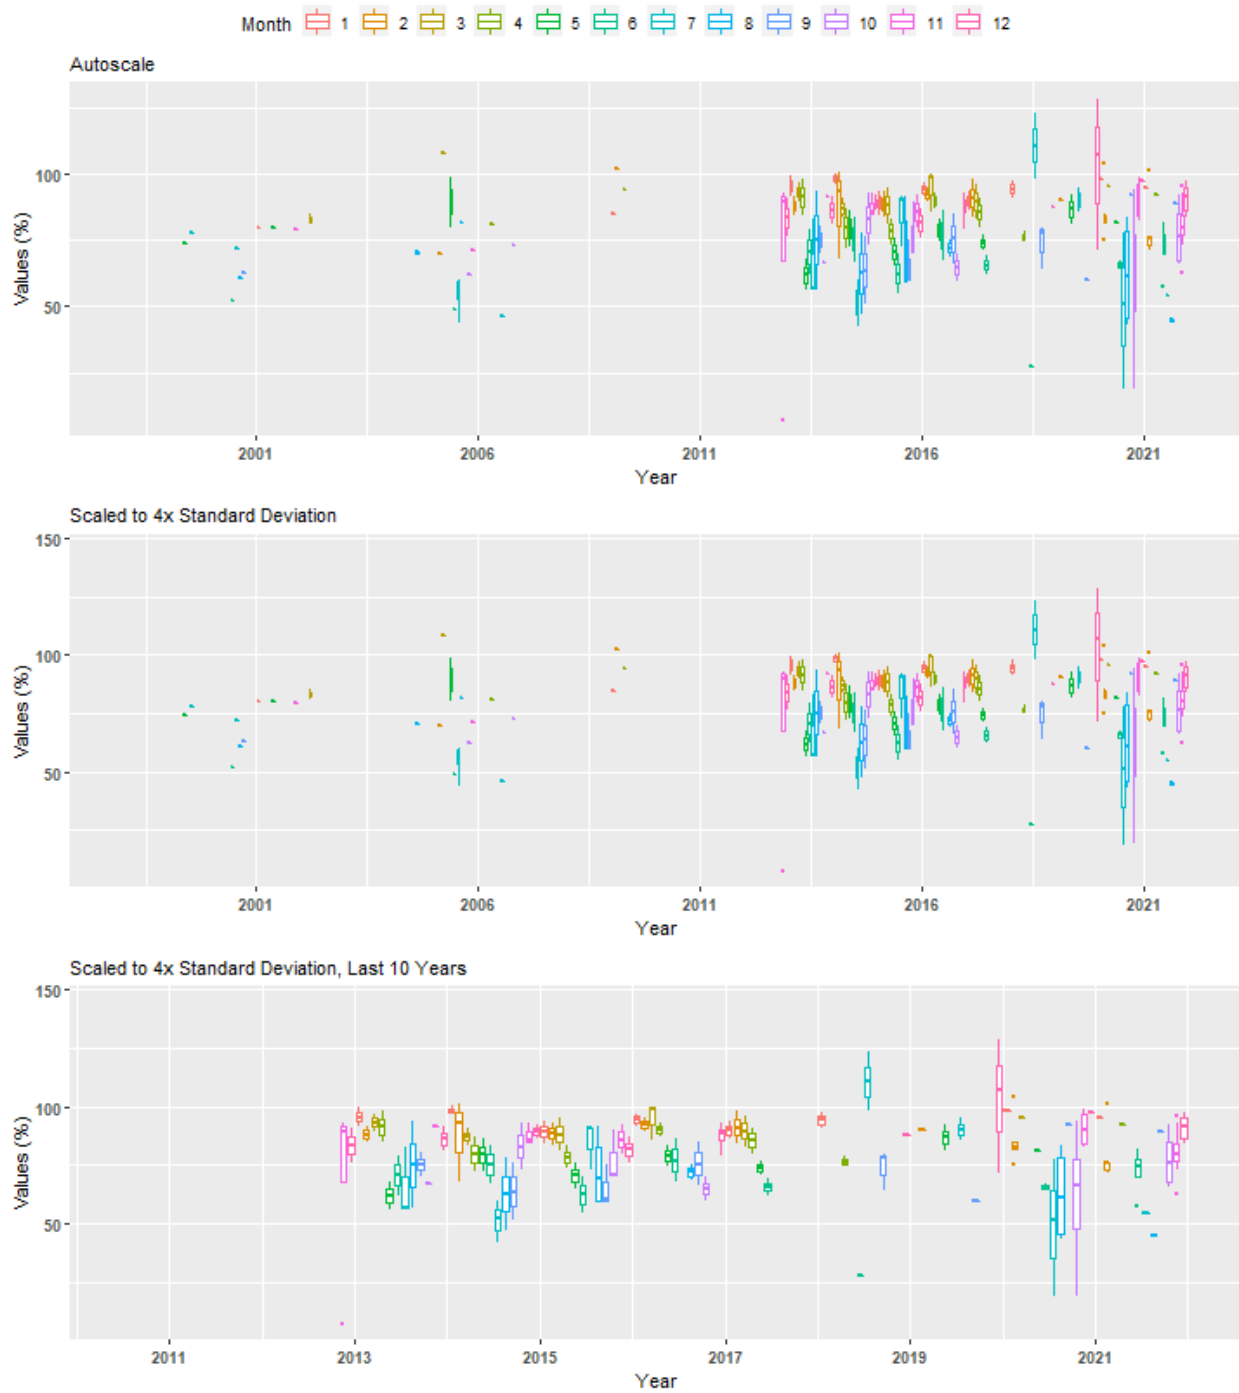 Month 1 2 3 4 5 6 7 8 9 10 11 12
Autoscale
100
50
Values (%)
2001 2006 2011 2016 2021
Year
Scaled to 4x Standard Deviation
150
100
50
Values (%)
2001 2006 2011 2016 2021
Year
Scaled to 4x Standard Deviation, Last 10 Years
150
100
50
Values (%)
2011 2013 2015 2017 2019 2021
Year